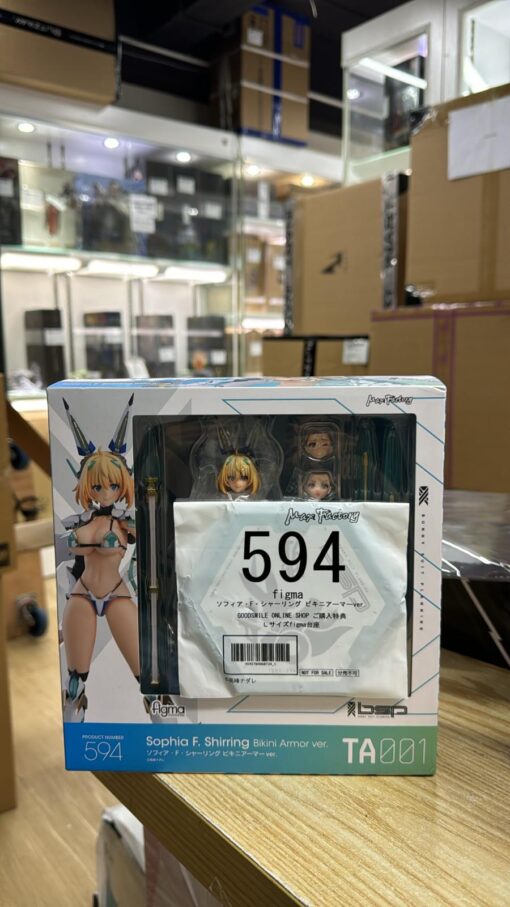 Max Factory
Max Factory
594
figma
ソフィア・F・シャーリング ビキニアーマーver.
GOODSMILE ONLINE SHOP ご購入特典
Lサイズfigma台座
NOT FOR SALE
分売不可
figma
bsp
PRODUCT NUMBER
594
Sophia F. Shirring Bikini Armor ver.
ソフィア・F・シャーリング ビキニアーマーver.
TA001